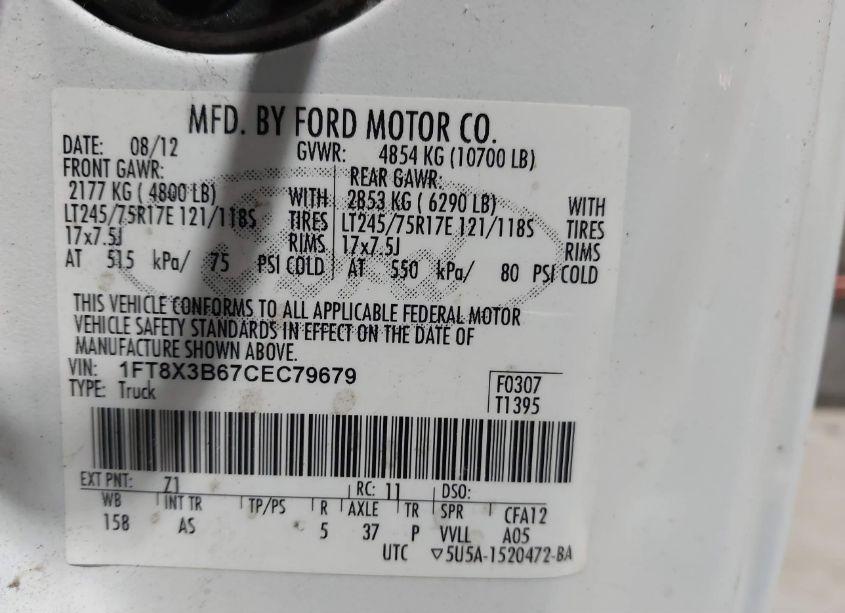 MFD. BY FORD MOTOR CO.
DATE: 08/12 GVWR: 4854 KG (10700 LB)
FRONT GAWR: REAR GAWR:
2177 KG ( 4800 LB) WITH 2853 KG ( 6290 LB) WITH
LT245/75R17E 121/118S TIRES LT245/75R17E 121/118S TIRES
17x7.5J RIMS 17x7.5J RIMS
AT 515 kPa/ 75 PSI COLD AT 550 kPa/ 80 PSI COLD
THIS VEHICLE CONFORMS TO ALL APPLICABLE FEDERAL MOTOR
VEHICLE SAFETY STANDARDS IN EFFECT ON THE DATE OF
MANUFACTURE SHOWN ABOVE.
VIN: 1FT8X3B67CEC79679
TYPE: Truck
F0307
T1395
EXT PNT: Z1 RC: 11 DSO:
WB INT TR TP/PS R AXLE TR SPR CFA12
158 AS 5 37 P VVLL A05
UTC ▽5U5A-1520472-BA